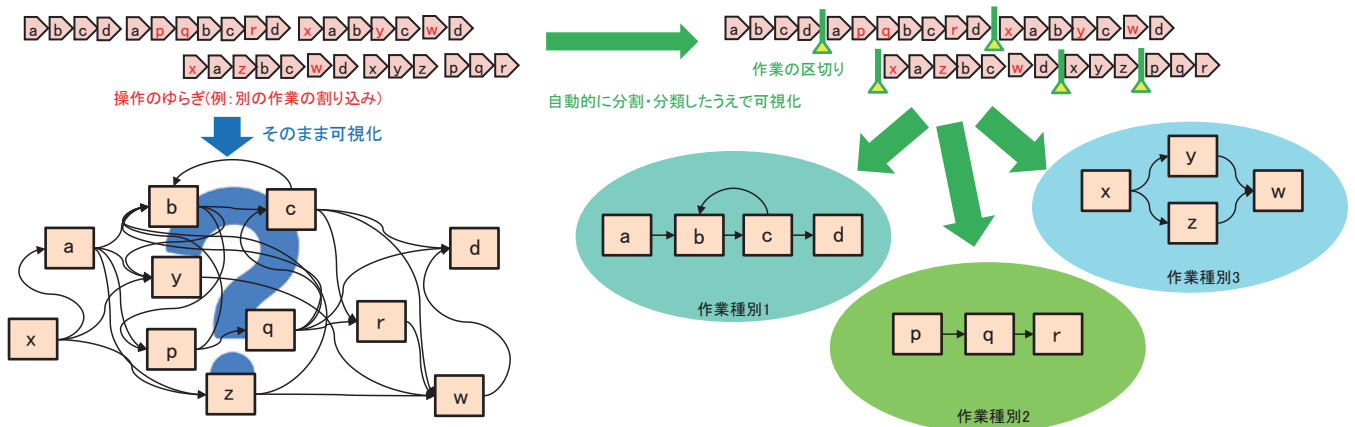 a b c d a p q b c r d x a b y c w d
x a z b c w d x y z p q r
操作のゆらぎ(例：別の作業の割り込み)
そのまま可視化
b
c
a
d
y
x
p
q
r
z
w
?
a b c d a p q b c r d x a b y c w d
作業の区切り
x a z b c w d x y z p q r
自動的に分割・分類したうえで可視化
a b c d
作業種別1
p q r
作業種別2
y
x
w
z
作業種別3